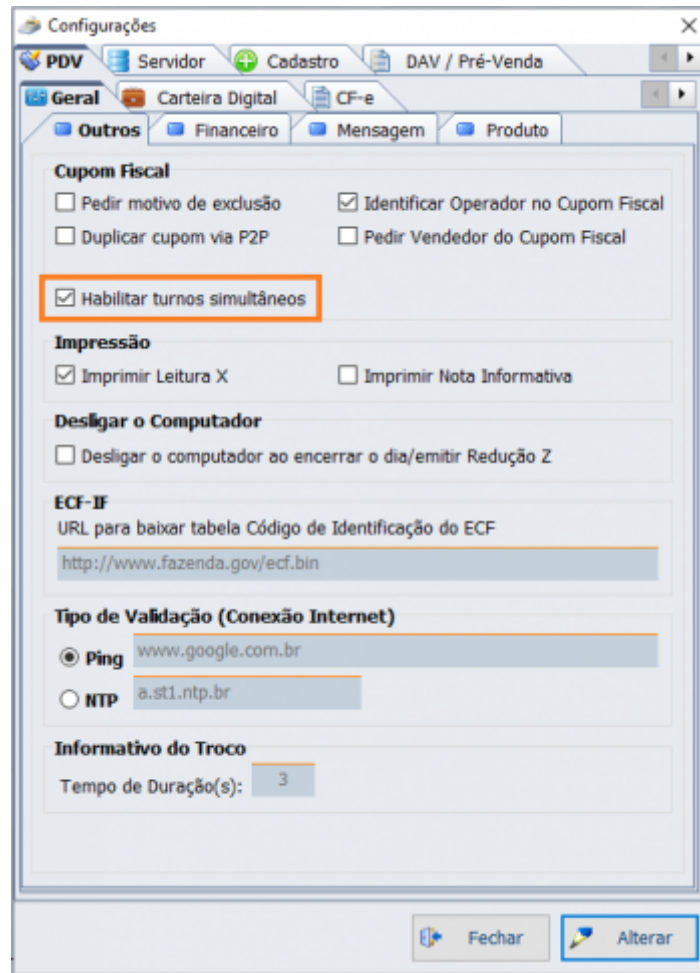 Configurações
PDV Servidor Cadastro DAV / Pré-Venda
Geral Carteira Digital CF-e
Outros Financeiro Mensagem Produto
Cupom Fiscal
Pedir motivo de exclusão Identificar Operador no Cupom Fiscal
Duplicar cupom via P2P Pedir Vendedor do Cupom Fiscal
Habilitar turnos simultâneos
Impressão
Imprimir Leitura X Imprimir Nota Informativa
Desligar o Computador
Desligar o computador ao encerrar o dia/emitir Redução Z
ECF-IF
URL para baixar tabela Código de Identificação do ECF
http://www.fazenda.gov/ecf.bin
Tipo de Validação (Conexão Internet)
Ping www.google.com.br
NTP a.st1.ntp.br
Informativo do Troco
Tempo de Duração(s): 3
Fechar Alterar